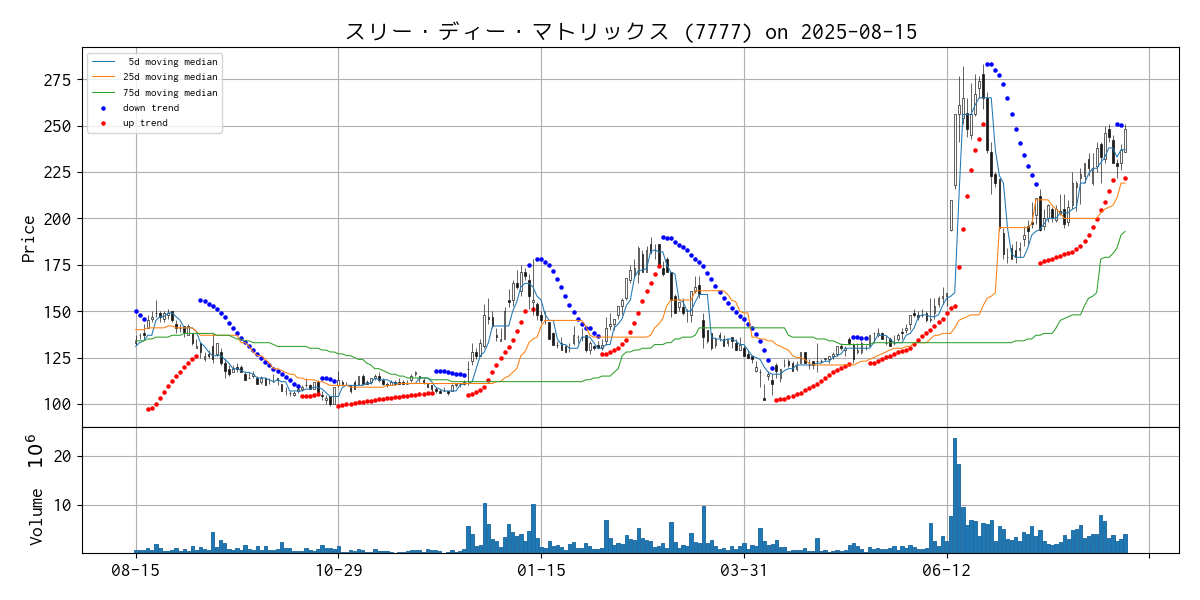 スリー・ディー・マトリックス (7777) on 2025-08-15
5d moving median
25d moving median
75d moving median
down trend
up trend
275
250
225
200
175
150
125
100
Price
20
10
Volume 10^6
08-15
10-29
01-15
03-31
06-12